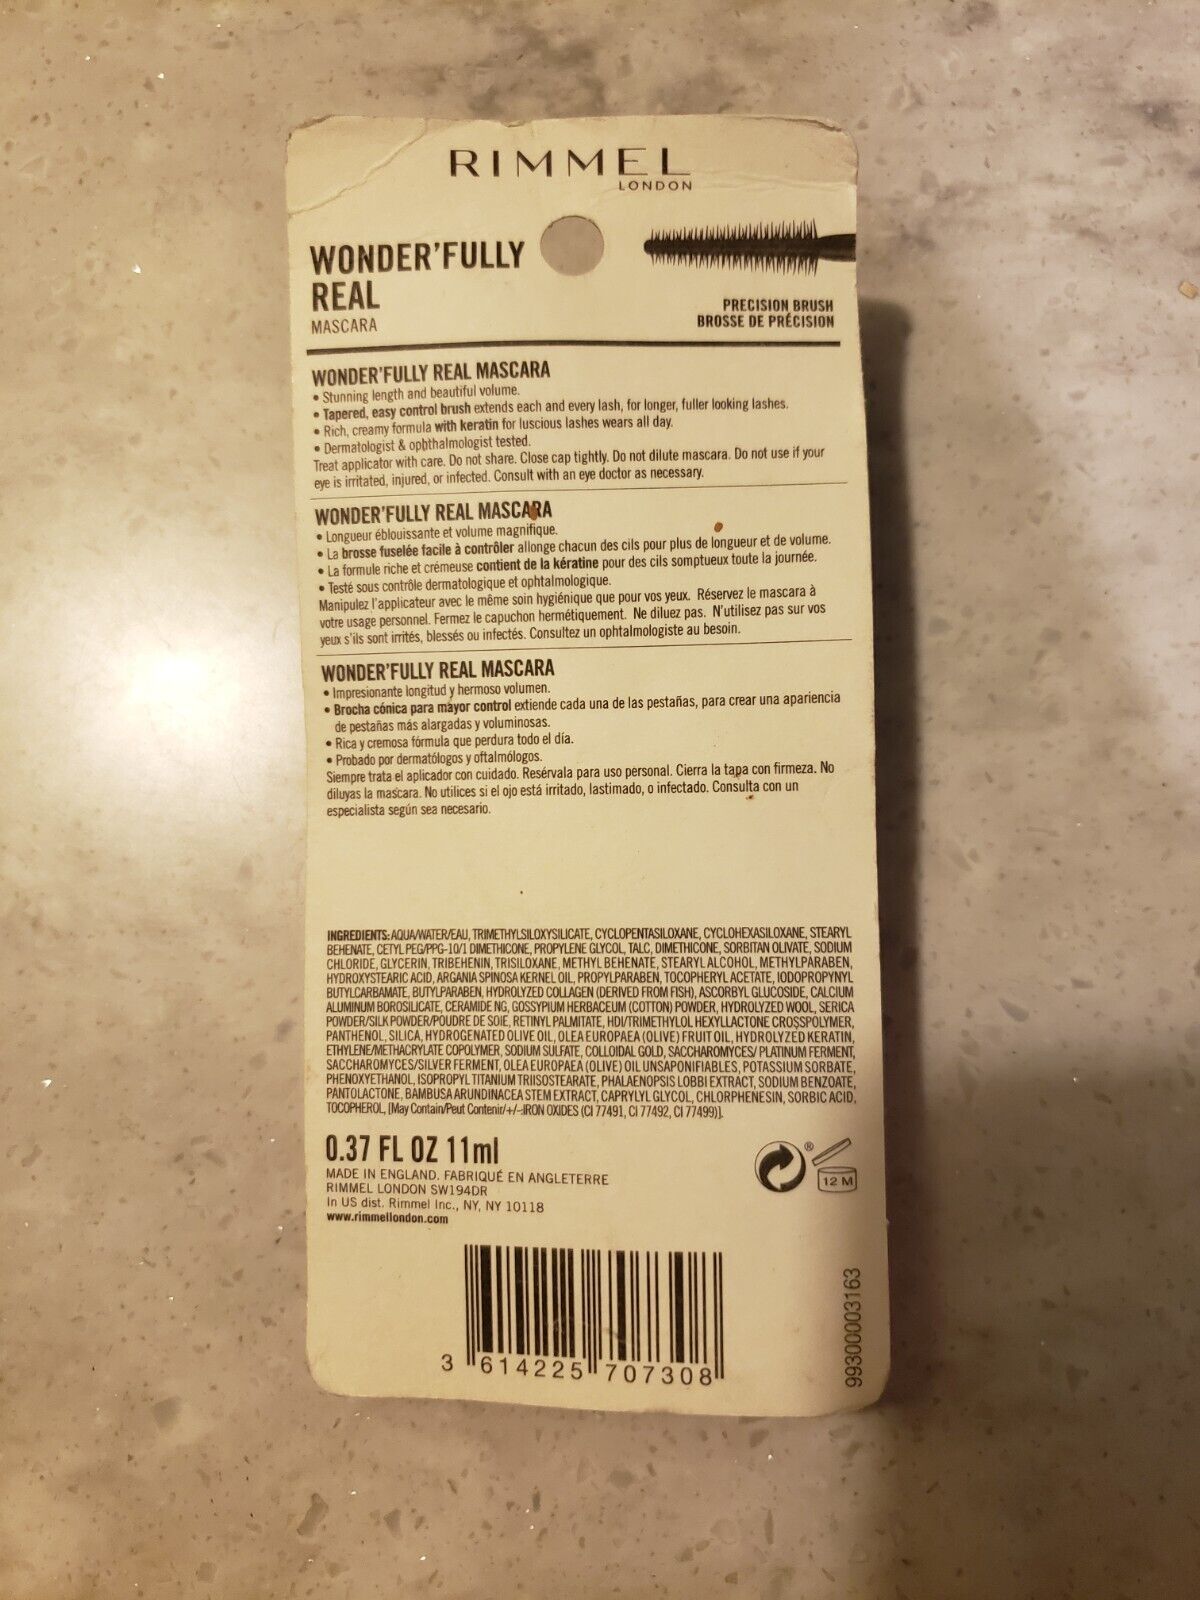 RIMMEL
LONDON
WONDER'FULLY
REAL
MASCARA
PRECISION BRUSH
BROSSE DE PRÉCISION
WONDER'FULLY REAL MASCARA
• Stunning length and beautiful volume.
• Tapered, easy control brush extends each and every lash, for longer, fuller looking lashes.
• Rich, creamy formula with keratin for luscious lashes wears all day.
• Dermatologist & ophthalmologist tested.
Treat applicator with care. Do not share. Close cap tightly. Do not dilute mascara. Do not use if your
eye is irritated, injured, or infected. Consult with an eye doctor as necessary.
WONDER'FULLY REAL MASCARA
• Longueur éblouissante et volume magnifique.
• La brosse fuselée facile à contrôler allonge chacun des cils pour plus de longueur et de volume.
• La formule riche et crémeuse contient de la kératine pour des cils somptueux toute la journée.
• Testé sous contrôle dermatologique et ophtalmologique.
Manipulez l'applicateur avec le même soin hygiénique que pour vos yeux. Réservez le mascara à
votre usage personnel. Fermez le capuchon hermétiquement. Ne diluez pas. N'utilisez pas sur vos
yeux s'ils sont irrités, blessés ou infectés. Consultez un ophtalmologiste au besoin.
WONDER'FULLY REAL MASCARA
• Impresionante longitud y hermoso volumen.
• Brocha cónica para mayor control extiende cada una de las pestañas, para crear una apariencia
de pestañas más alargadas y voluminosas.
• Rica y cremosa fórmula que perdura todo el día.
• Probado por dermatólogos y oftalmólogos.
Siempre trata el aplicador con cuidado. Resérvala para uso personal. Cierra la tapa con firmeza. No
diluyas la mascara. No utilices si el ojo está irritado, lastimado, o infectado. Consulta con un
especialista según sea necesario.
INGREDIENTS: AQUA/WATER/EAU, TRIMETHYLSILOXYSILICATE, CYCLOPENTASILOXANE, CYCLOHEXASILOXANE, STEARYL
BEHENATE, CETYL PEG/PPG-10/1 DIMETHICONE, PROPYLENE GLYCOL, TALC, DIMETHICONE, SORBITAN OLIVATE, SODIUM
CHLORIDE, GLYCERIN, TRIBEHENIN, TRISILOXANE, METHYL BEHENATE, STEARYL ALCOHOL, METHYLPARABEN,
HYDROXYSTEARIC ACID, ARGANIA SPINOSA KERNEL OIL, PROPYLPARABEN, TOCOPHERYL ACETATE, IODOPROPYNYL
BUTYLCARBAMATE, BUTYLPARABEN, HYDROLYZED COLLAGEN (DERIVED FROM FISH), ASCORBYL GLUCOSIDE, CALCIUM
ALUMINUM BOROSILICATE, CERAMIDE NG, GOSSYPIUM HERBACEUM (COTTON) POWDER, HYDROLYZED WOOL, SERICA
POWDER/SILK POWDER/POUDRE DE SOIE, RETINYL PALMITATE, HDI/TRIMETHYLOL HEXYLLACTONE CROSSPOLYMER,
PANTHENOL, SILICA, HYDROGENATED OLIVE OIL, OLEA EUROPAEA (OLIVE) FRUIT OIL, HYDROLYZED KERATIN,
ETHYLENE/METHACRYLATE COPOLYMER, SODIUM SULFATE, COLLOIDAL GOLD, SACCHAROMYCES/ PLATINUM FERMENT,
SACCHAROMYCES/SILVER FERMENT, OLEA EUROPAEA (OLIVE) OIL UNSAPONIFIABLES, POTASSIUM SORBATE,
PHENOXYETHANOL, ISOPROPYL TITANIUM TRIISOSTEARATE, PHALAENOPSIS LOBBI EXTRACT, SODIUM BENZOATE,
PANTOLACTONE, BAMBUSA ARUNDINACEA STEM EXTRACT, CAPRYLYL GLYCOL, CHLORPHENESIN, SORBIC ACID,
TOCOPHEROL, [May Contain/Peut Contenir/+/-:IRON OXIDES (CI 77491, CI 77492, CI 77499)].
0.37 FL OZ 11ml
MADE IN ENGLAND. FABRIQUÉ EN ANGLETERRE
RIMMEL LONDON SW194DR
In US dist. Rimmel Inc., NY, NY 10118
www.rimmellondon.com
®
12 M
3 614225 707308
99300003163